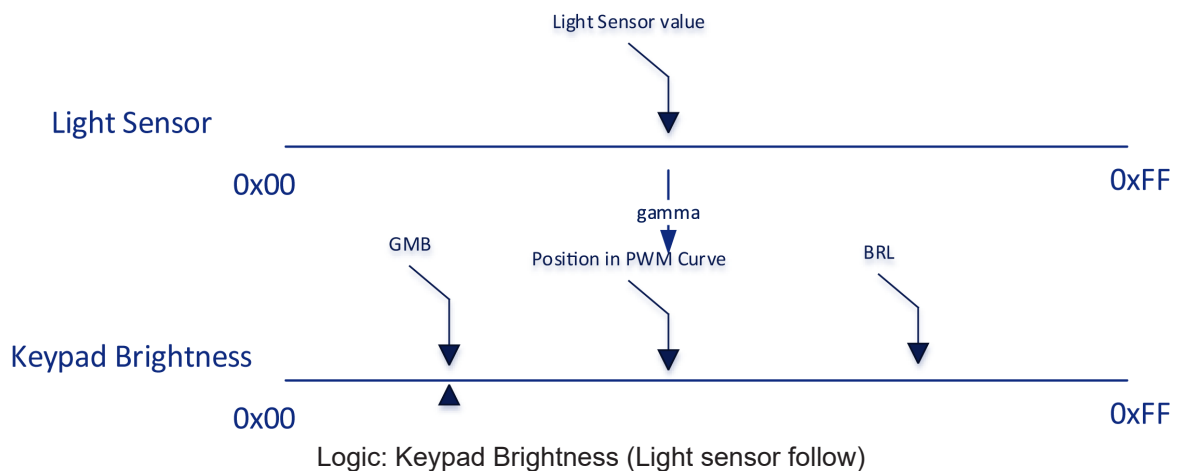 Light Sensor value
Light Sensor
0x00
0xFF
gamma
GMB
Position in PWM Curve
BRL
Keypad Brightness
0x00
0xFF
Logic: Keypad Brightness (Light sensor follow)